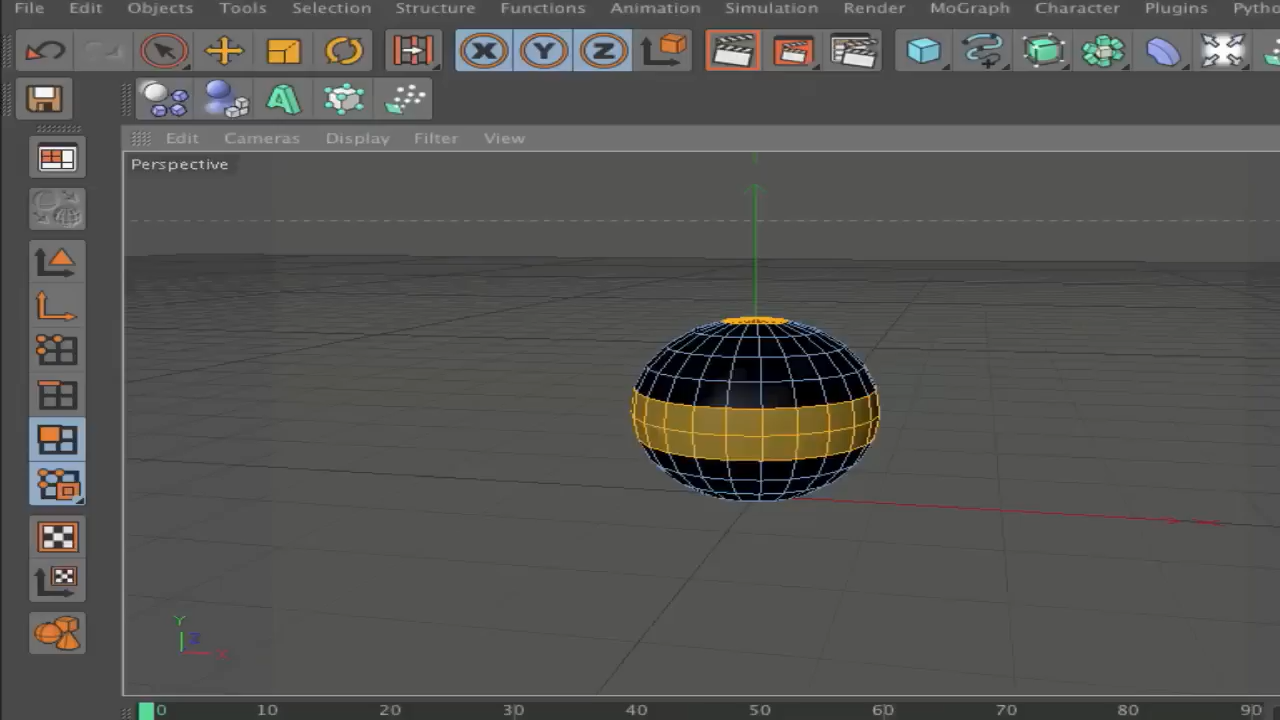 File Edit Objects Tools Selection Structure Functions Animation Simulation Render MoGraph Character Plugins Pytho
X Y Z
Edit Cameras Display Filter View
Perspective
Y
Z
X
0 10 20 30 40 50 60 70 80 90